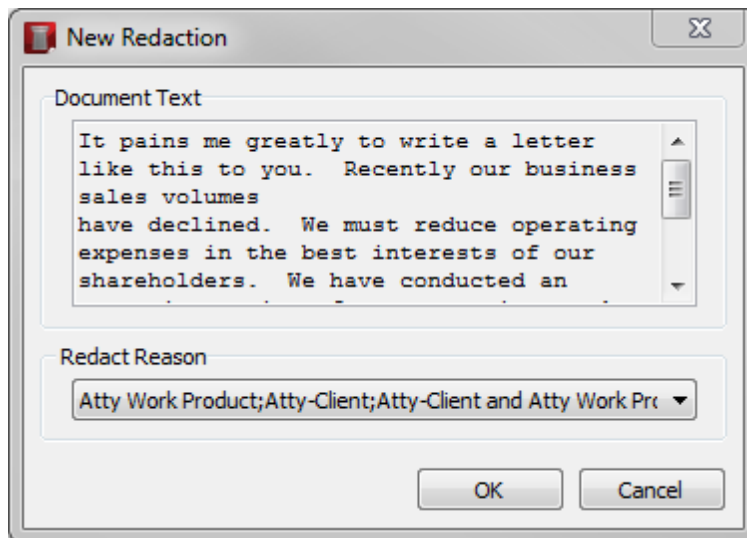 New Redaction
Document Text
It pains me greatly to write a letter
like this to you.  Recently our business
sales volumes
have declined.  We must reduce operating
expenses in the best interests of our
shareholders.  We have conducted an
Redact Reason
Atty Work Product;Atty-Client;Atty-Client and Atty Work Pro
OK Cancel